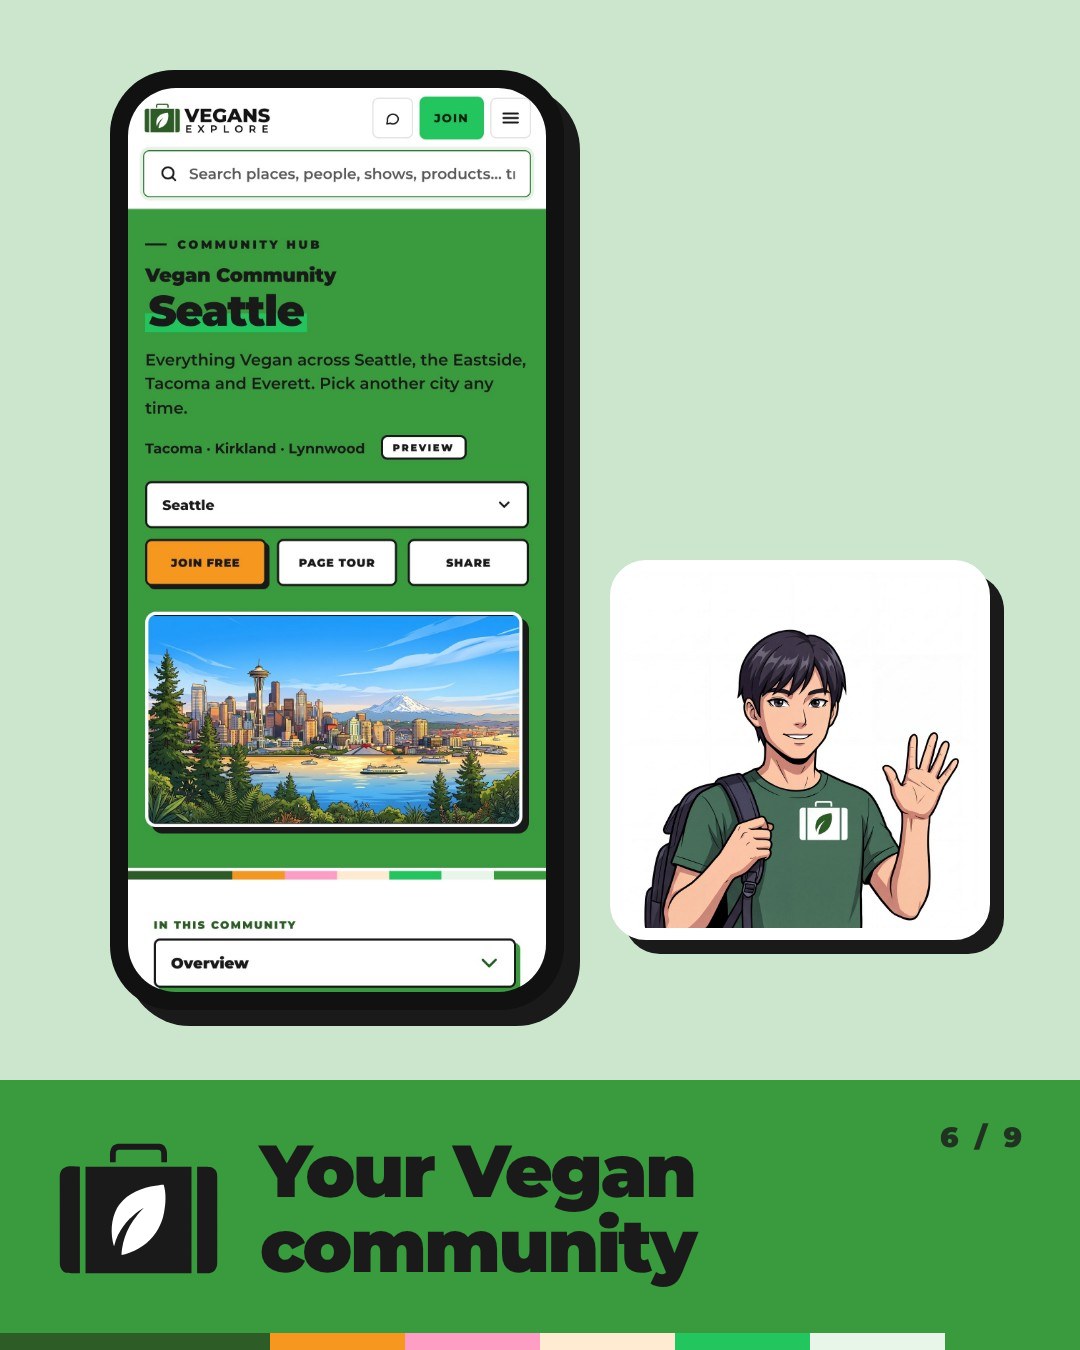 VEGANS
EXPLORE
JOIN
Search places, people, shows, products... tr
COMMUNITY HUB
Vegan Community
Seattle
Everything Vegan across Seattle, the Eastside,
Tacoma and Everett. Pick another city any
time.
Tacoma · Kirkland · Lynnwood PREVIEW
Seattle
JOIN FREE PAGE TOUR SHARE
IN THIS COMMUNITY
Overview
6 / 9
Your Vegan
community